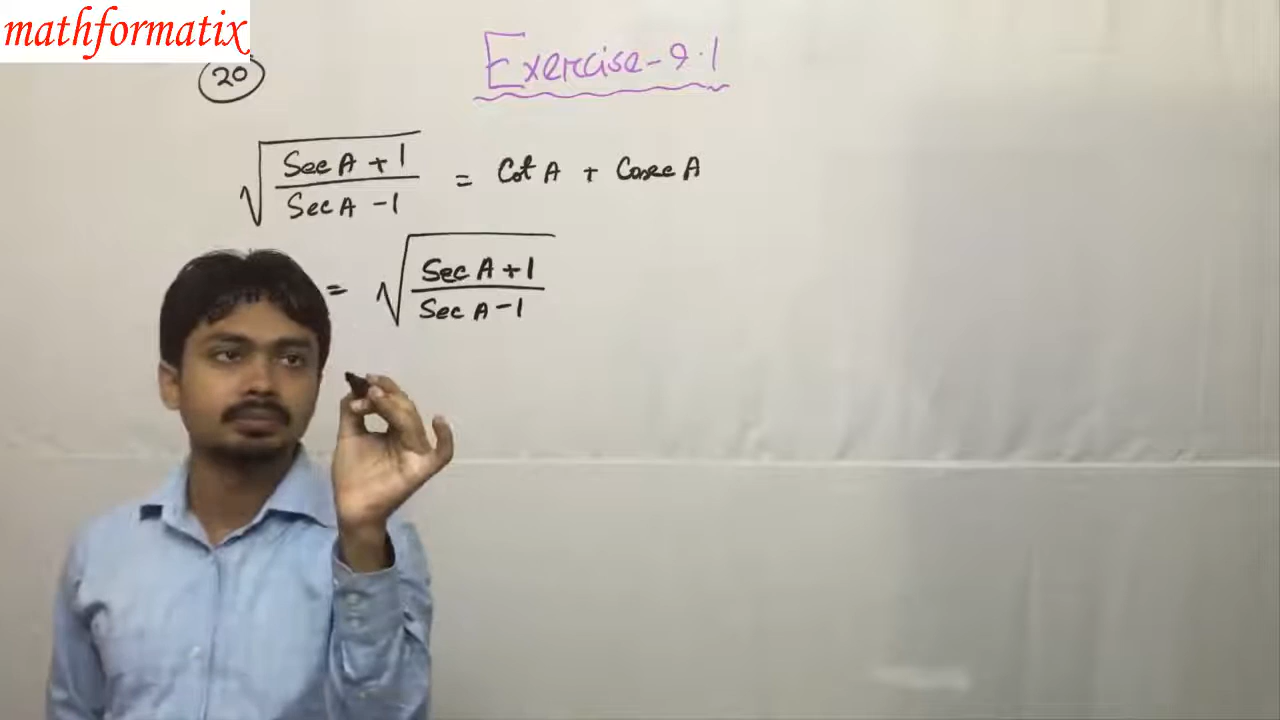 mathformatix
Exercise-9.1
20
√((Sec A + 1)/(Sec A - 1)) = Cot A + Cosec A
= √((Sec A + 1)/(Sec A - 1))